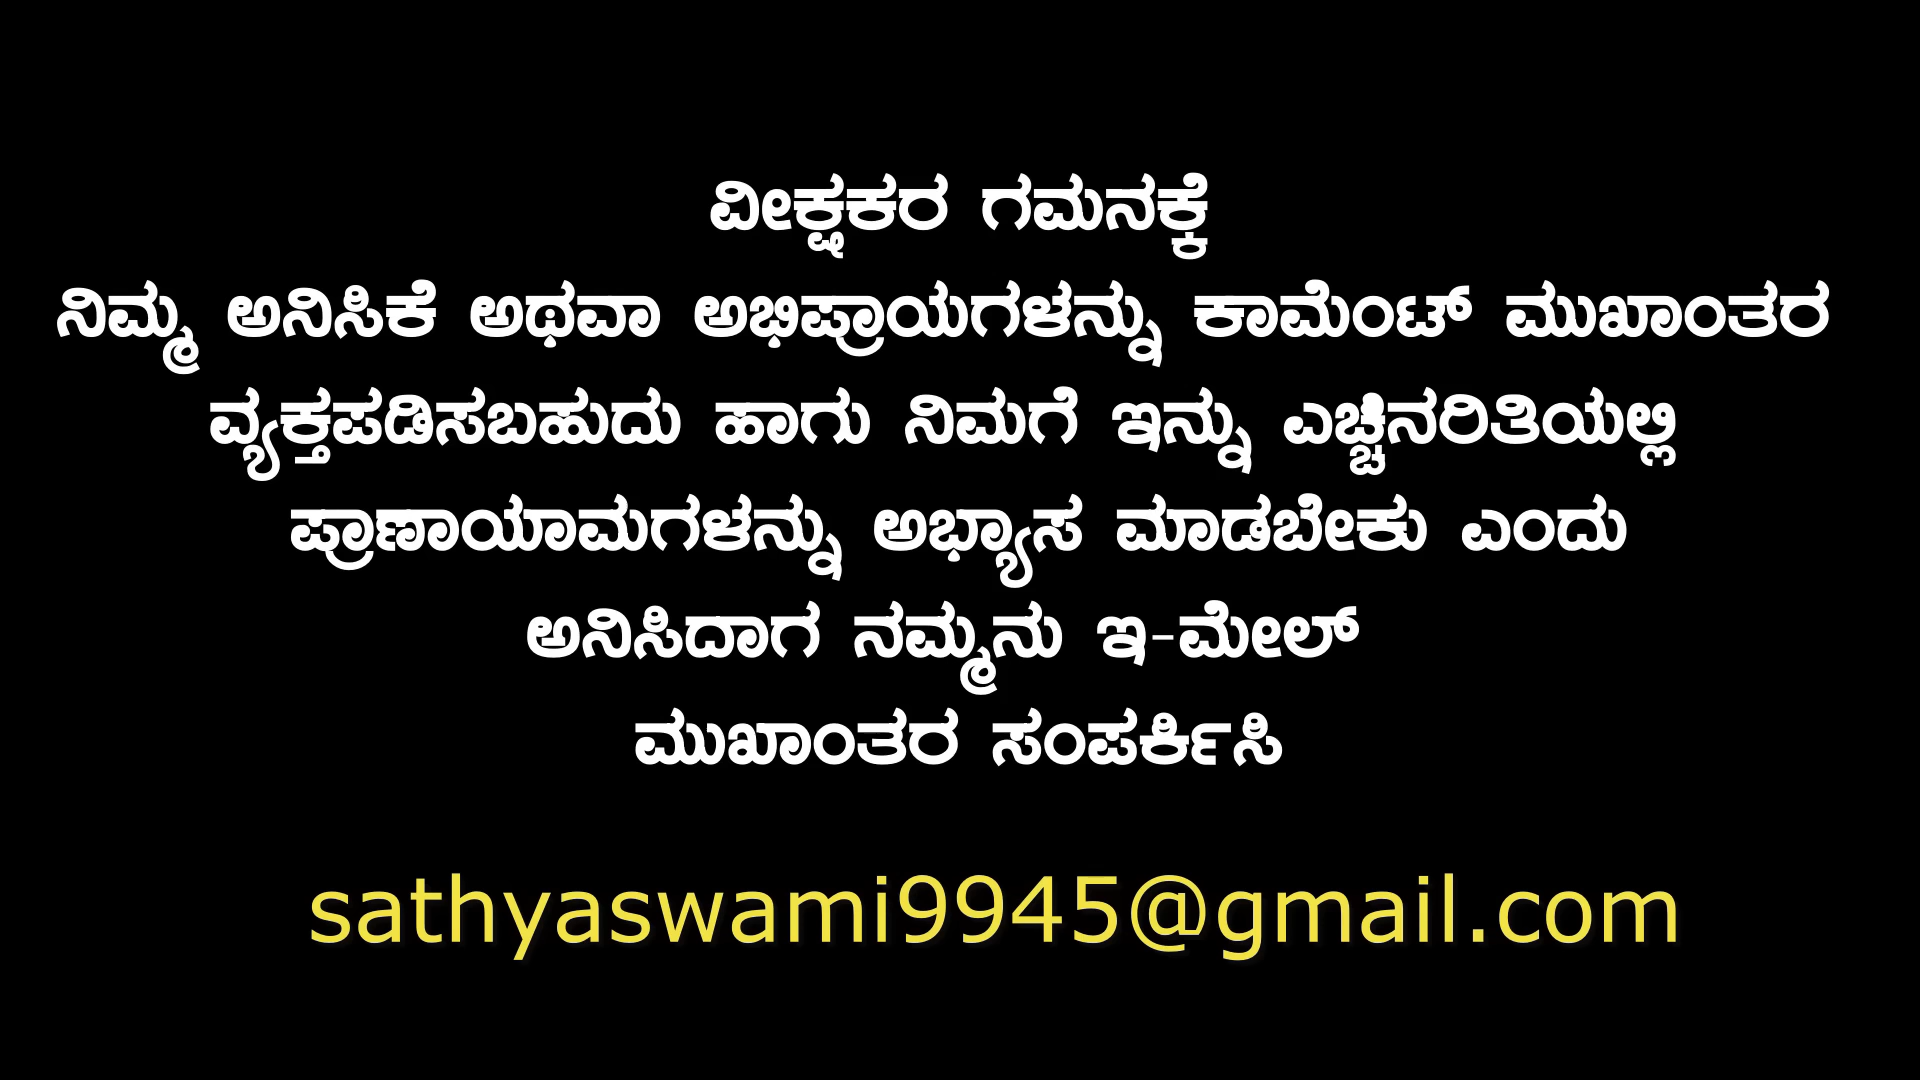 ವೀಕ್ಷಕರ ಗಮನಕ್ಕೆ
ನಿಮ್ಮ ಅನಿಸಿಕೆ ಅಥವಾ ಅಭಿಪ್ರಾಯಗಳನ್ನು ಕಾಮೆಂಟ್ ಮುಖಾಂತರ
ವ್ಯಕ್ತಪಡಿಸಬಹುದು ಹಾಗು ನಿಮಗೆ ಇನ್ನು ಎಚ್ಚಿನರಿತಿಯಲ್ಲಿ
ಪ್ರಾಣಾಯಾಮಗಳನ್ನು ಅಭ್ಯಾಸ ಮಾಡಬೇಕು ಎಂದು
ಅನಿಸಿದಾಗ ನಮ್ಮನು ಇ-ಮೇಲ್
ಮುಖಾಂತರ ಸಂಪರ್ಕಿಸಿ
sathyaswami9945@gmail.com